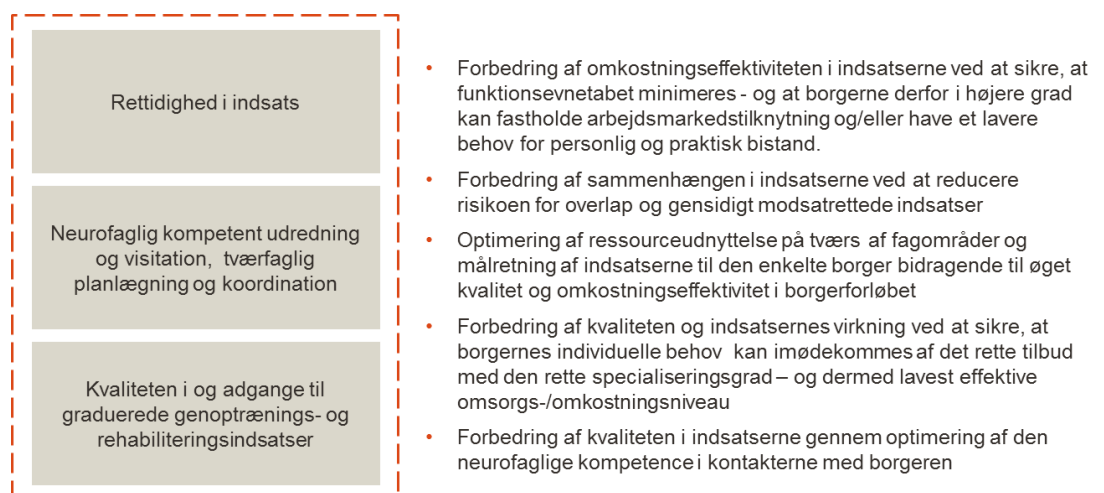 Rettidighed i indsats
Neurofaglig kompetent udredning
og visitation, tværfaglig
planlægning og koordination
Kvaliteten i og adgange til
graduerede genoptrænings- og
rehabiliteringsindsatser
• Forbedring af omkostningseffektiviteten i indsatserne ved at sikre, at
funktionsevnetabet minimeres - og at borgerne derfor i højere grad
kan fastholde arbejdsmarkedstilknytning og/eller have et lavere
behov for personlig og praktisk bistand.
• Forbedring af sammenhængen i indsatserne ved at reducere
risikoen for overlap og gensidigt modsatrettede indsatser
• Optimering af ressourceudnyttelse på tværs af fagområder og
målretning af indsatserne til den enkelte borger bidragende til øget
kvalitet og omkostningseffektivitet i borgerforløbet
• Forbedring af kvaliteten og indsatsernes virkning ved at sikre, at
borgernes individuelle behov kan imødekommes af det rette tilbud
med den rette specialiseringsgrad – og dermed lavest effektive
omsorgs-/omkostningsniveau
• Forbedring af kvaliteten i indsatserne gennem optimering af den
neurofaglige kompetence i kontakterne med borgeren